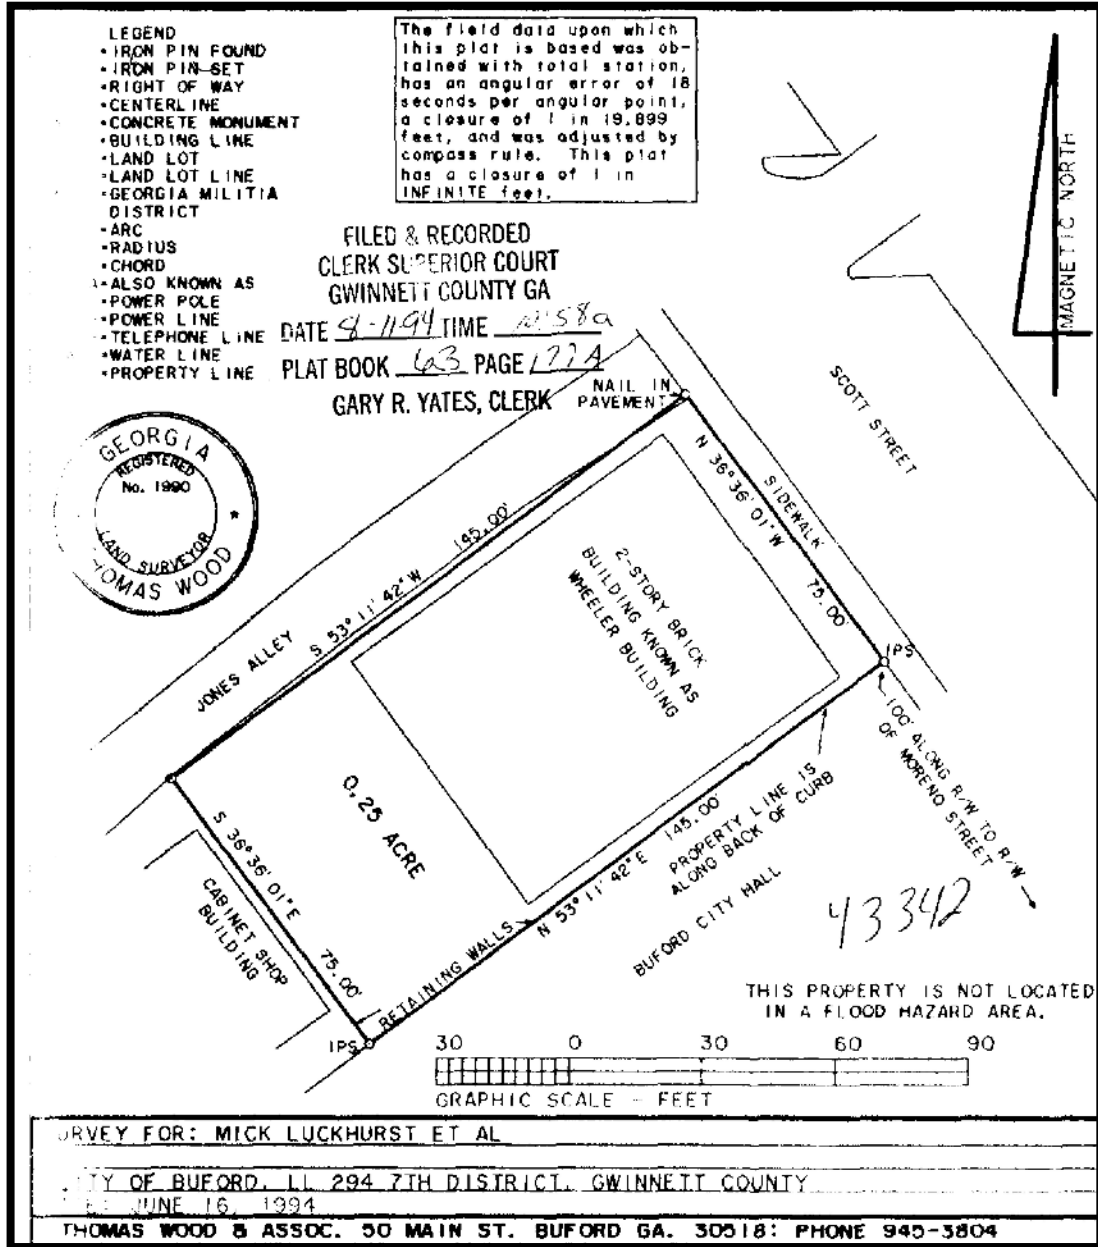 LEGEND
•IRON PIN FOUND
•IRON PIN SET
•RIGHT OF WAY
•CENTERLINE
•CONCRETE MONUMENT
•BUILDING LINE
•LAND LOT
•LAND LOT LINE
•GEORGIA MILITIA
DISTRICT
•ARC
•RADIUS
•CHORD
•ALSO KNOWN AS
•POWER POLE
•POWER LINE
•TELEPHONE LINE
•WATER LINE
•PROPERTY LINE
The field data upon which
this plat is based was ob-
tained with total station,
has an angular error of 18
seconds per angular point,
a closure of 1 in 19,899
feet, and was adjusted by
compass rule. This plat
has a closure of 1 in
INFINITE feet.
MAGNETIC NORTH
FILED & RECORDED
CLERK SUPERIOR COURT
GWINNETT COUNTY GA
DATE 8-11-94 TIME
PLAT BOOK 63 PAGE 177A
GARY R. YATES, CLERK
NAIL IN
PAVEMENT
SCOTT STREET
GEORGIA
REGISTERED
No. 1990
LAND SURVEYOR
THOMAS WOOD
N 36° 36' 01" W
75.00'
SIDEWALK
145.00'
S 53° 11' 42" W
JONES ALLEY
2-STORY BRICK
BUILDING KNOWN AS
WHEELER BUILDING
IPS
100' ALONG R/W TO R/W
OF MORENO STREET
0.25 ACRE
PROPERTY LINE IS
ALONG BACK OF CURB
145.00'
N 53° 11' 42" E
BUFORD CITY HALL
S 36° 36' 01" E
75.00'
CABINET SHOP
BUILDING
RETAINING WALLS
IPS
43342
THIS PROPERTY IS NOT LOCATED
IN A FLOOD HAZARD AREA.
30 0 30 60 90
GRAPHIC SCALE - FEET
URVEY FOR: MICK LUCKHURST ET AL
TY OF BUFORD, LL 294 7TH DISTRICT, GWINNETT COUNTY
JUNE 16, 1994
THOMAS WOOD & ASSOC. 50 MAIN ST. BUFORD GA. 30518: PHONE 945-3804